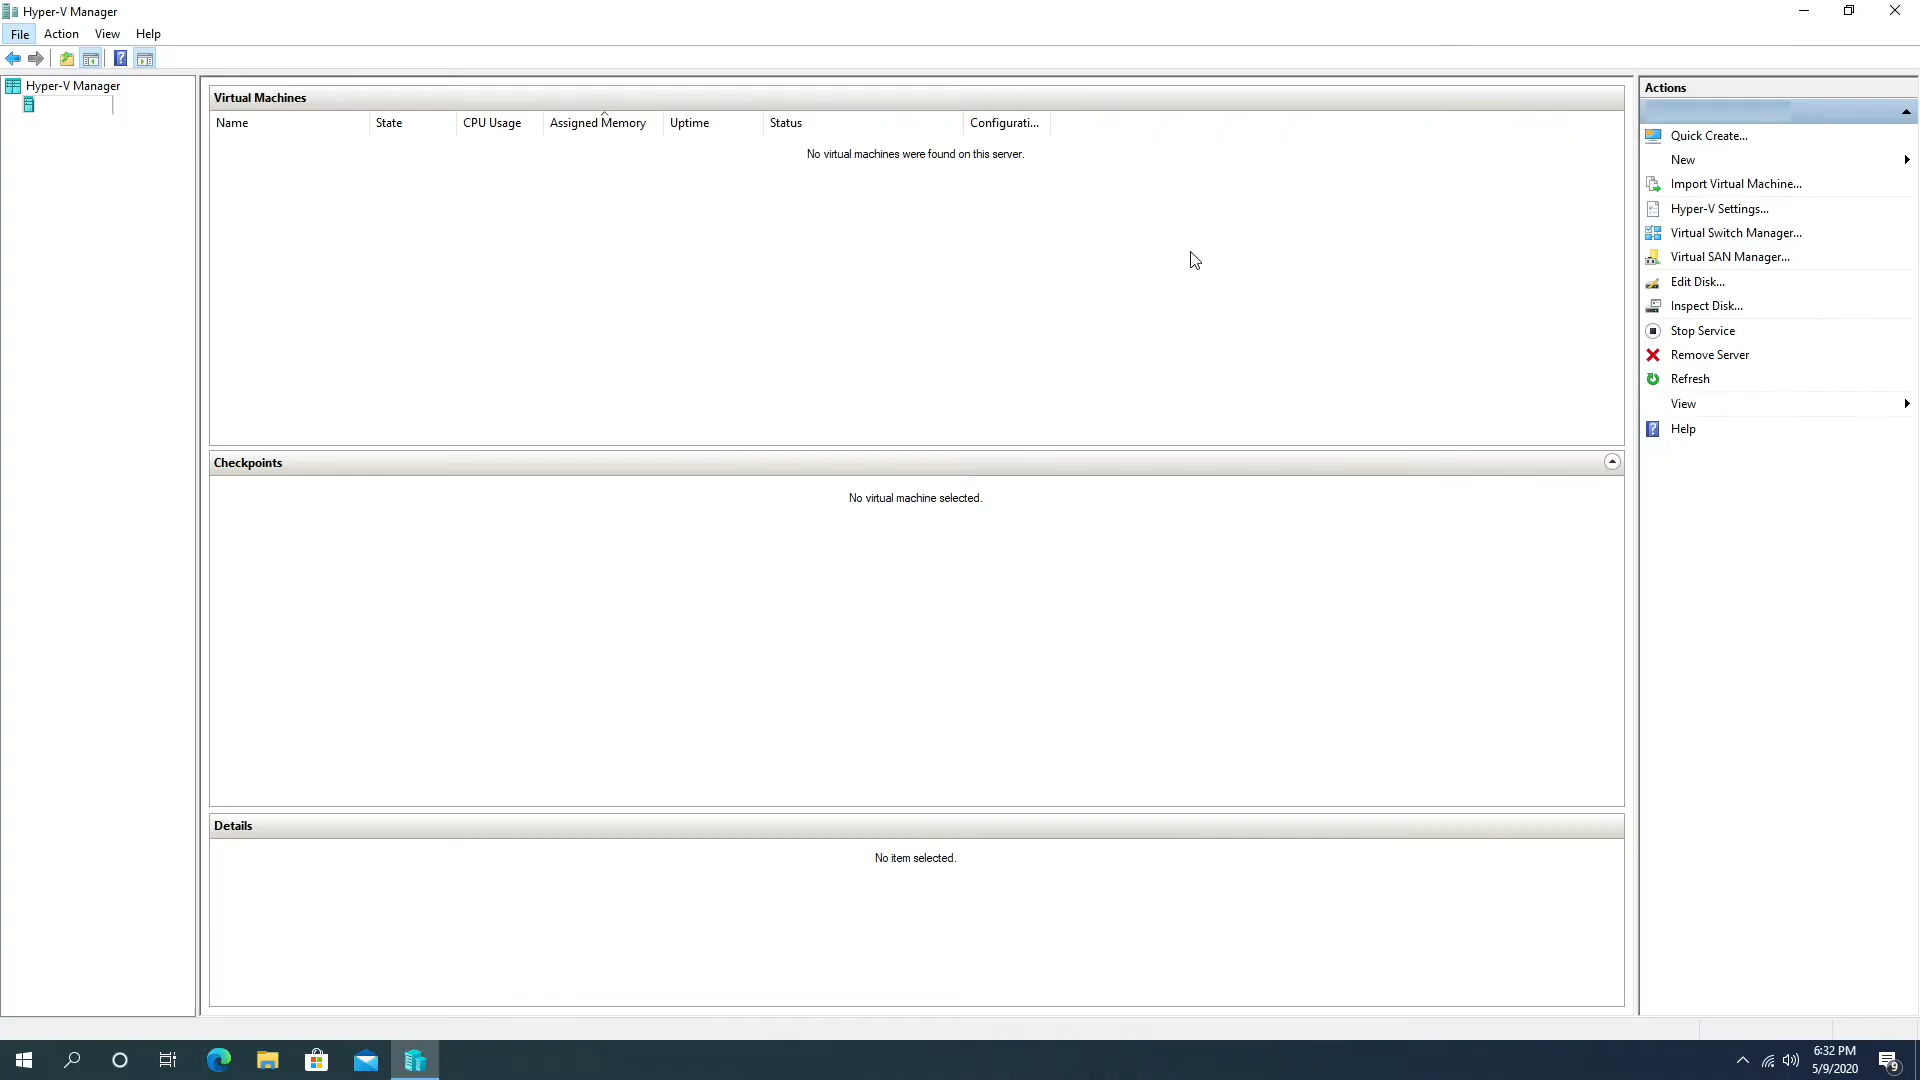 Hyper-V Manager
File Action View Help
Hyper-V Manager
Virtual Machines
Name State CPU Usage Assigned Memory Uptime Status Configurati...
No virtual machines were found on this server.
Checkpoints
No virtual machine selected.
Details
No item selected.
Actions
Quick Create...
New
Import Virtual Machine...
Hyper-V Settings...
Virtual Switch Manager...
Virtual SAN Manager...
Edit Disk...
Inspect Disk...
Stop Service
Remove Server
Refresh
View
Help
6:32 PM
5/9/2020
9